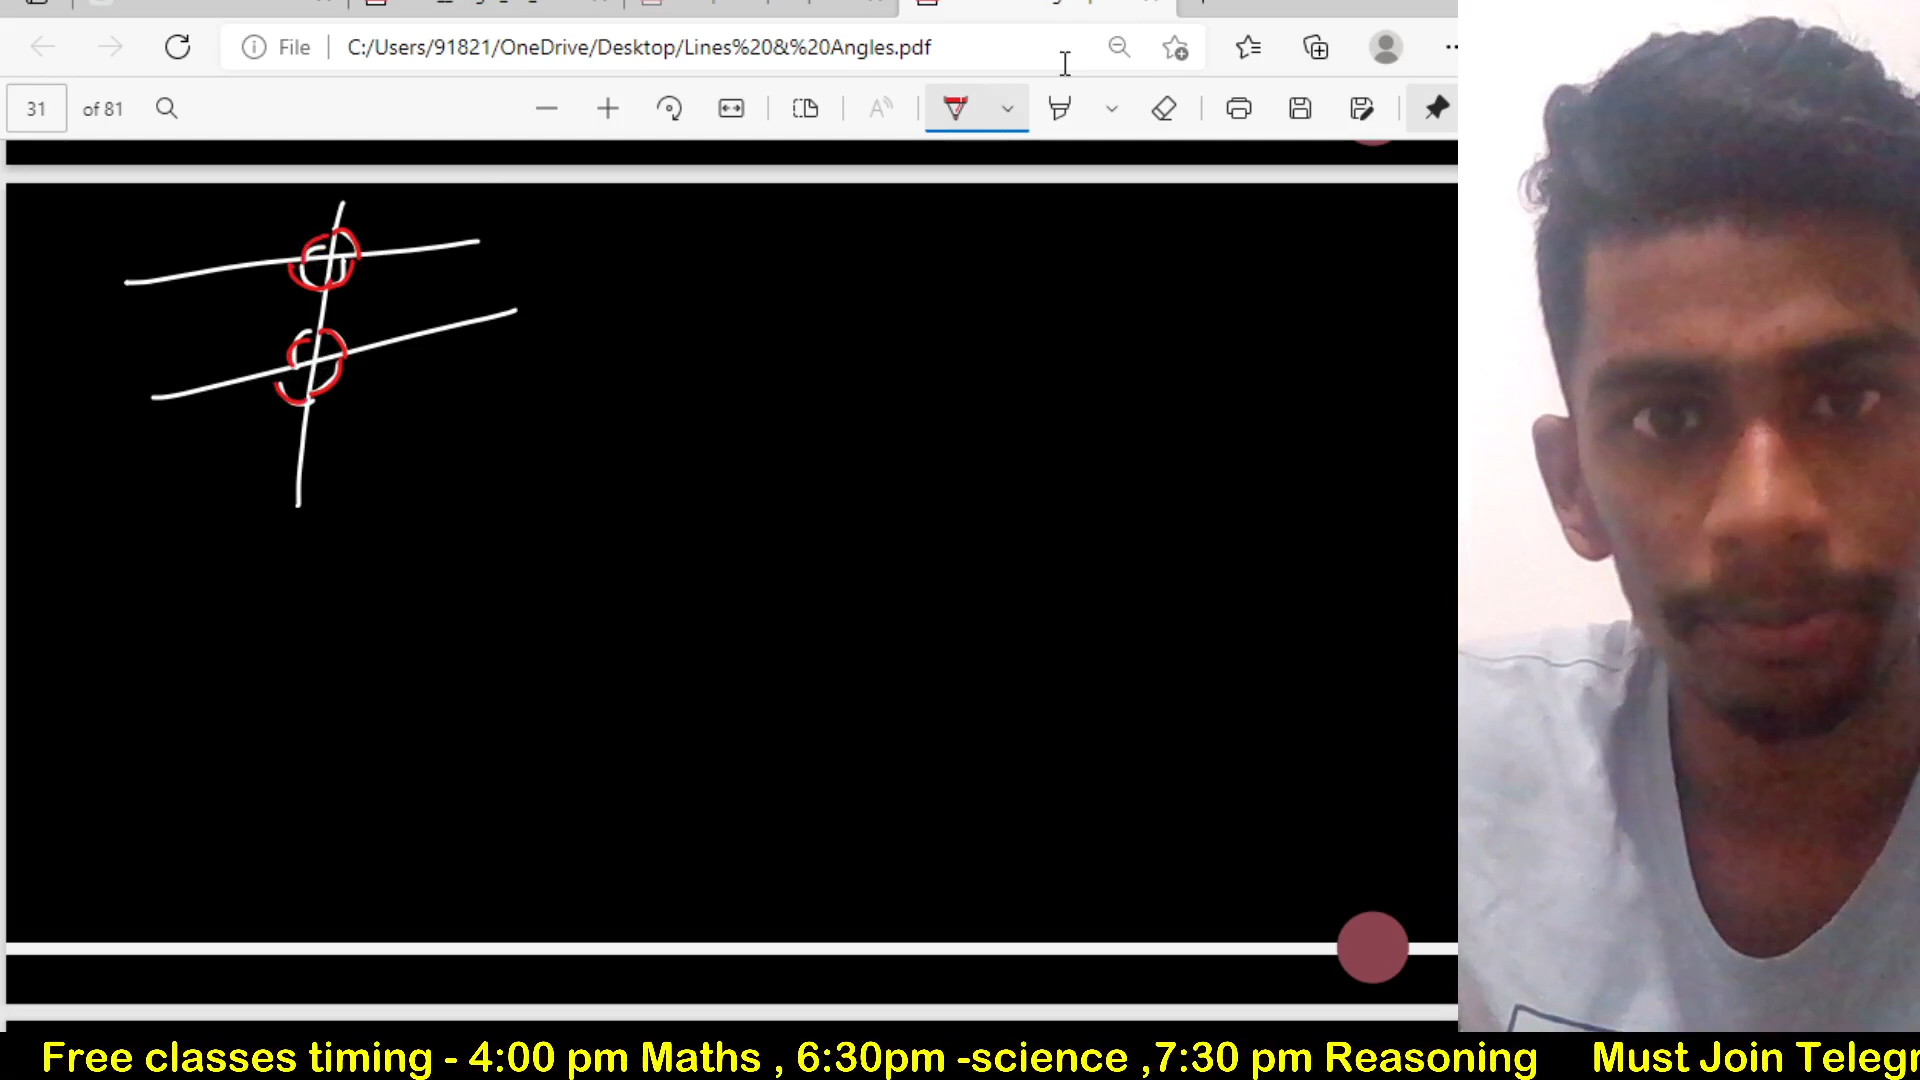 File
C:/Users/91821/OneDrive/Desktop/Lines%20&%20Angles.pdf
31 of 81
Free classes timing - 4:00 pm Maths , 6:30pm -science ,7:30 pm Reasoning Must Join Telegr